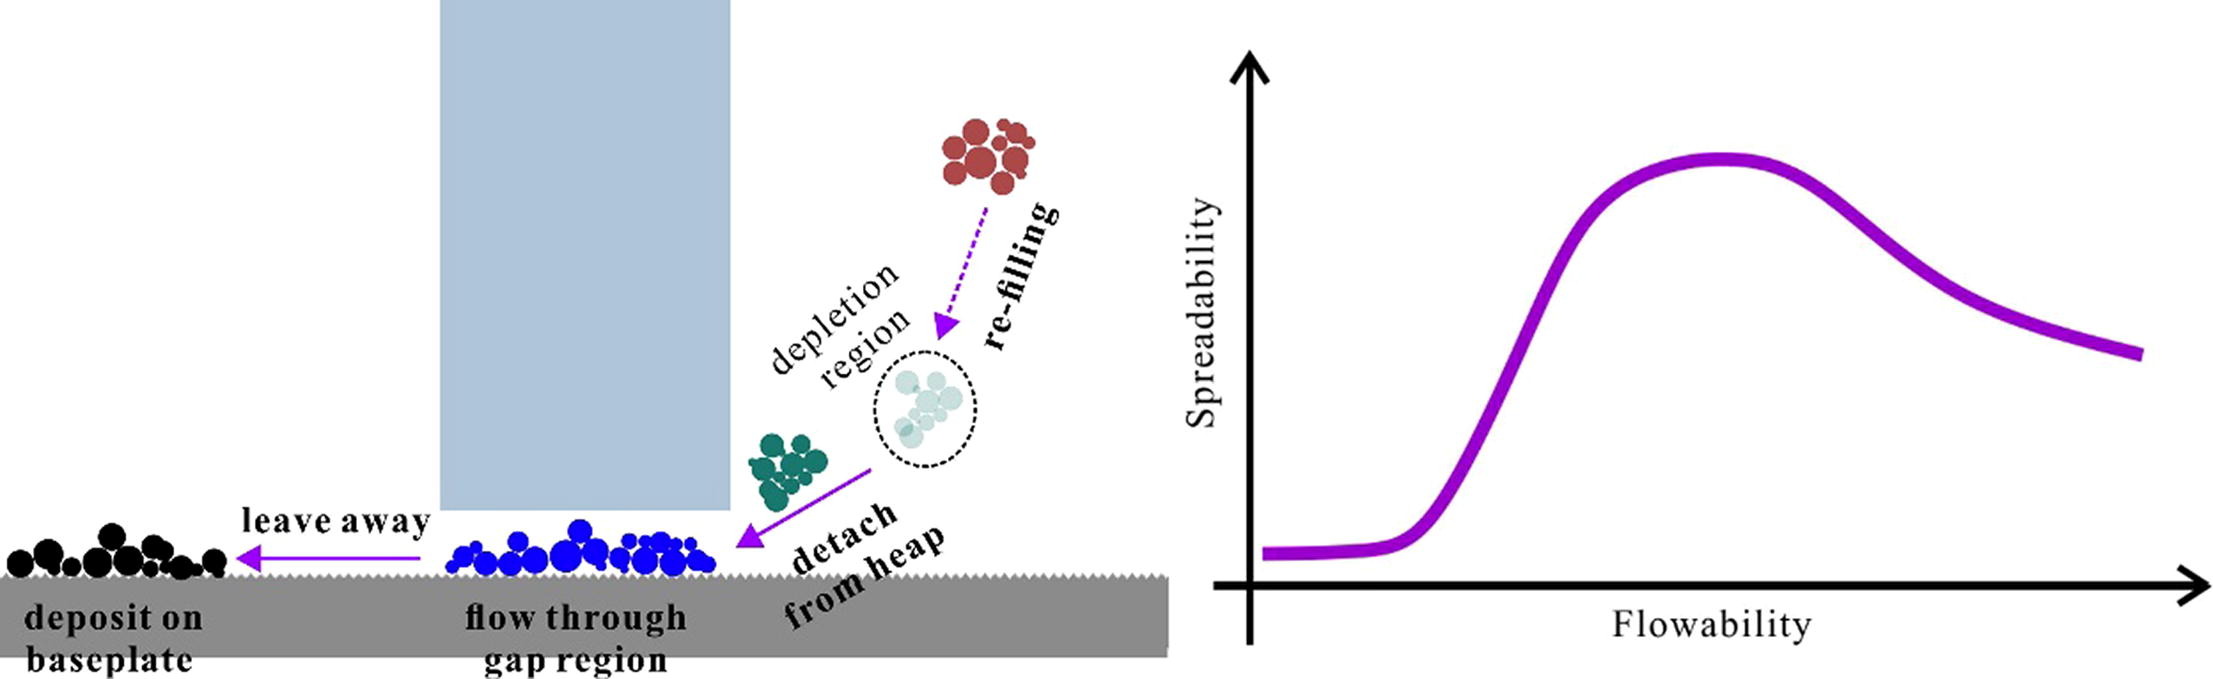 re-filling
depletion
region
leave away
detach
from heap
deposit on
baseplate
flow through
gap region
Spreadability
Flowability